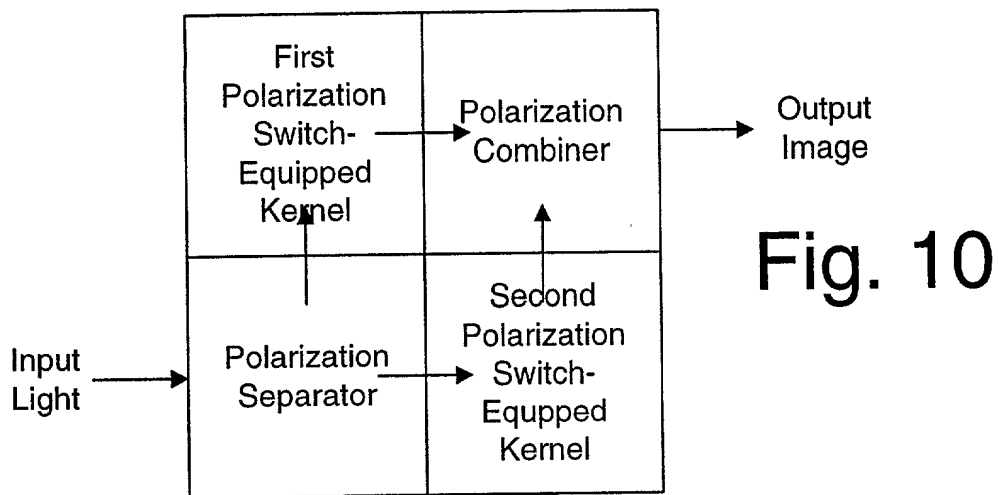 First
Polarization
Switch-
Equipped
Kernel
Polarization
Combiner
Output
Image
Fig. 10
Input
Light
Polarization
Separator
Second
Polarization
Switch-
Equpped
Kernel